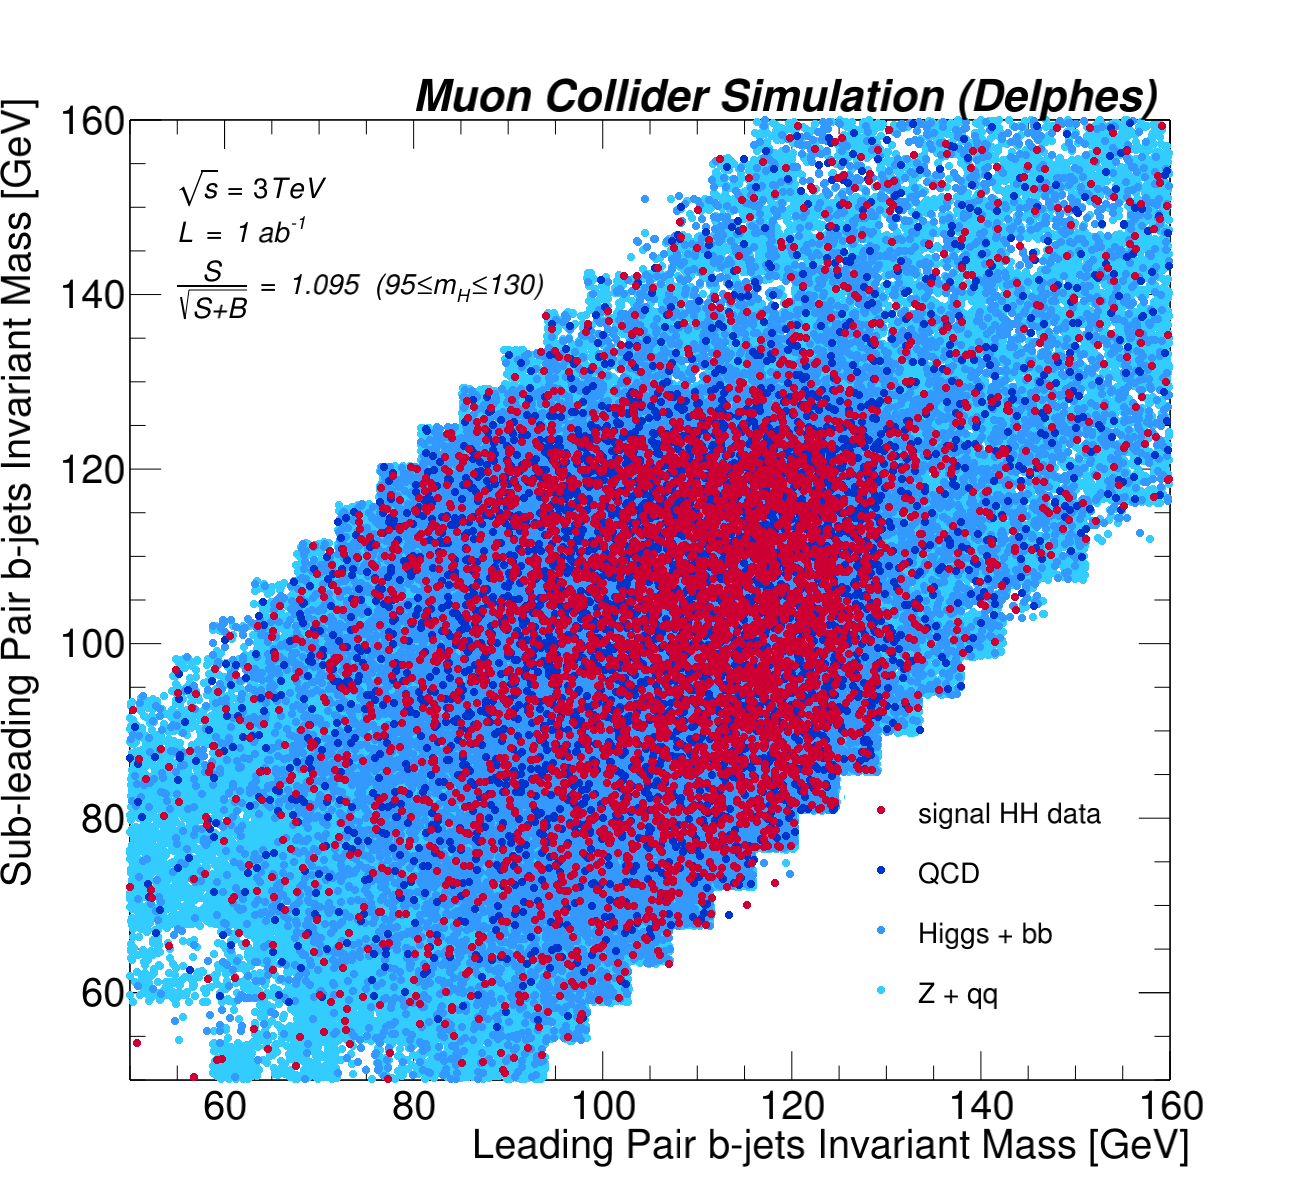 Muon Collider Simulation (Delphes)
√s = 3TeV
L = 1 ab⁻¹
S/√S+B = 1.095 (95≤m_H≤130)
Sub-leading Pair b-jets Invariant Mass [GeV]
160
140
120
100
80
60
signal HH data
QCD
Higgs + bb
Z + qq
60 80 100 120 140 160
Leading Pair b-jets Invariant Mass [GeV]